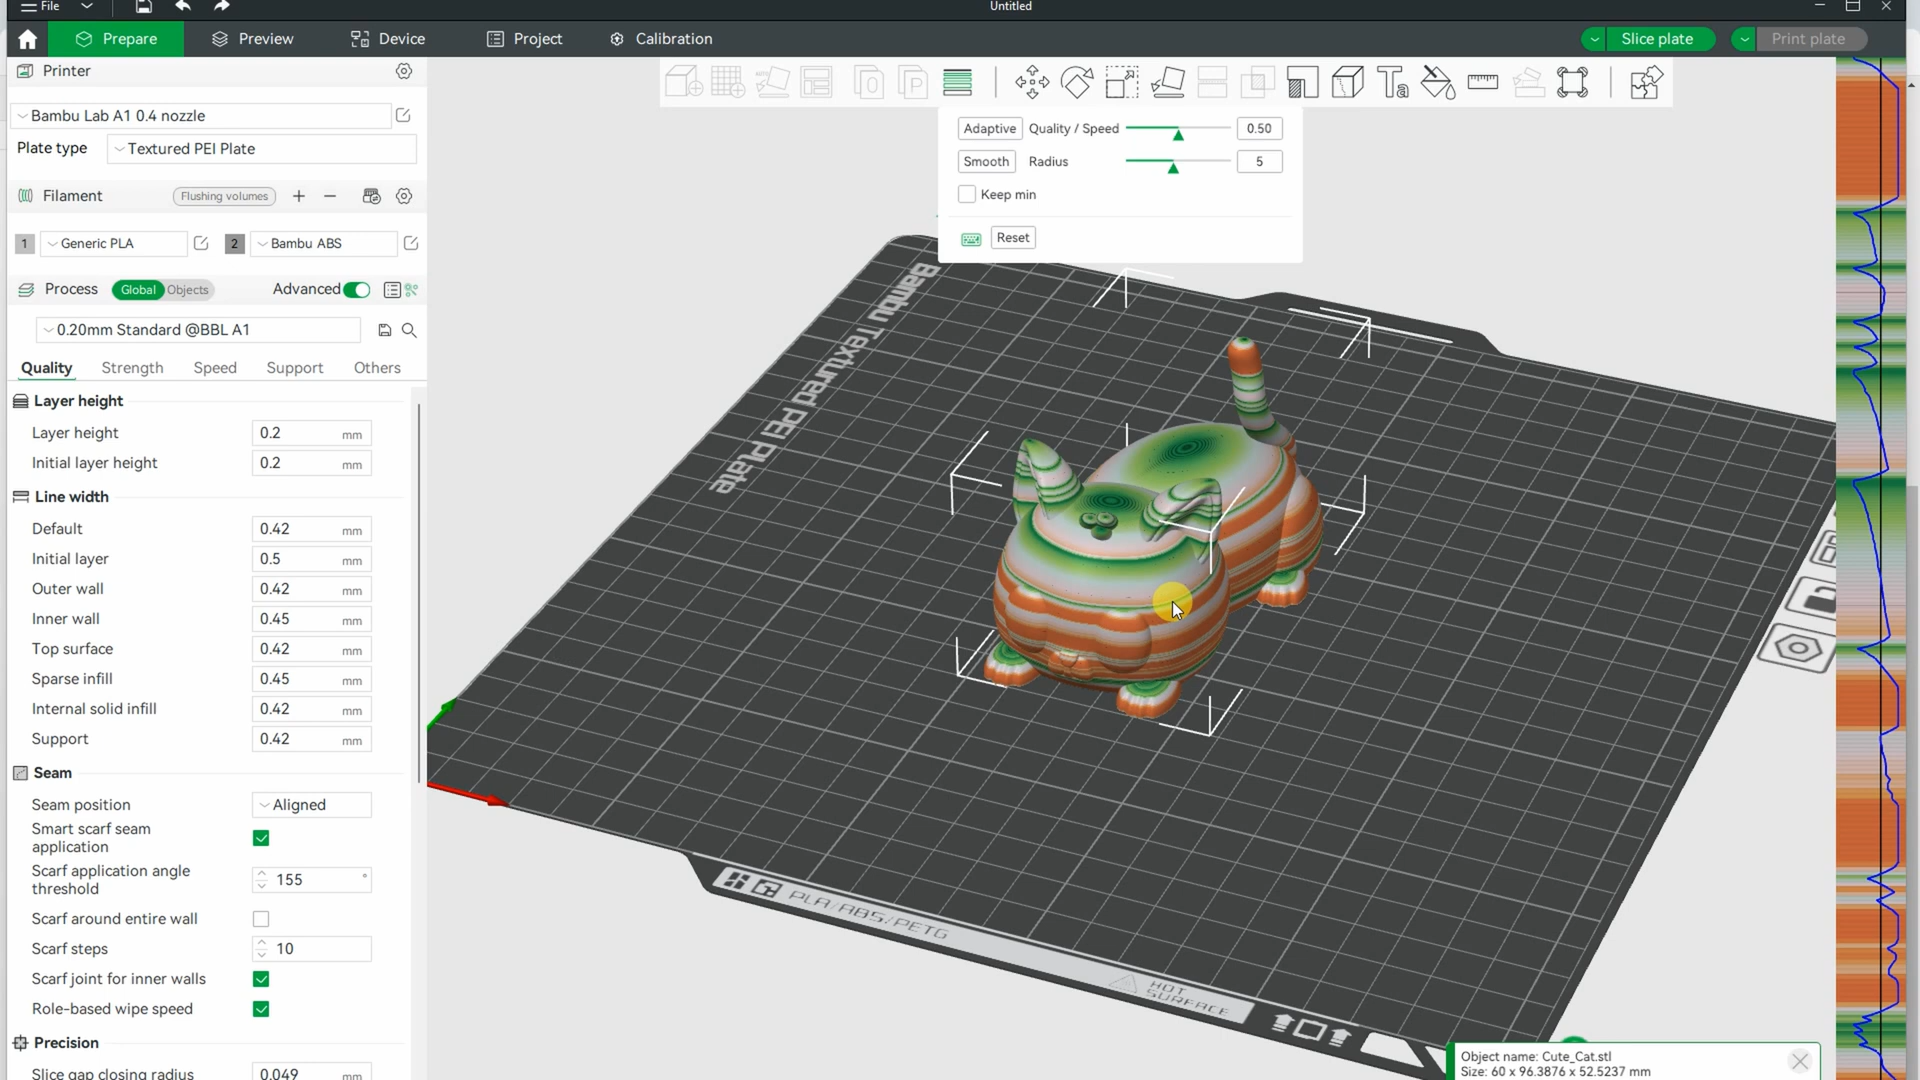 File
Untitled
Prepare
Preview
Device
Project
Calibration
Slice plate
Print plate
Printer
Bambu Lab A1 0.4 nozzle
Plate type
Textured PEI Plate
Filament
Flushing volumes
1
Generic PLA
2
Bambu ABS
Process
Global
Objects
Advanced
0.20mm Standard @BBL A1
Quality
Strength
Speed
Support
Others
Layer height
Layer height
0.2
mm
Initial layer height
0.2
mm
Line width
Default
0.42
mm
Initial layer
0.5
mm
Outer wall
0.42
mm
Inner wall
0.45
mm
Top surface
0.42
mm
Sparse infill
0.45
mm
Internal solid infill
0.42
mm
Support
0.42
mm
Seam
Seam position
Aligned
Smart scarf seam
application
Scarf application angle
threshold
155
°
Scarf around entire wall
Scarf steps
10
Scarf joint for inner walls
Role-based wipe speed
Precision
Slice gap closing radius
0.049
mm
Adaptive
Quality / Speed
0.50
Smooth
Radius
5
Keep min
Reset
Bambu Textured PEI Plate
PLA/ABS/PETG
HOT
SURFACE
Object name: Cute_Cat.stl
Size: 60 x 96.3876 x 52.5237 mm